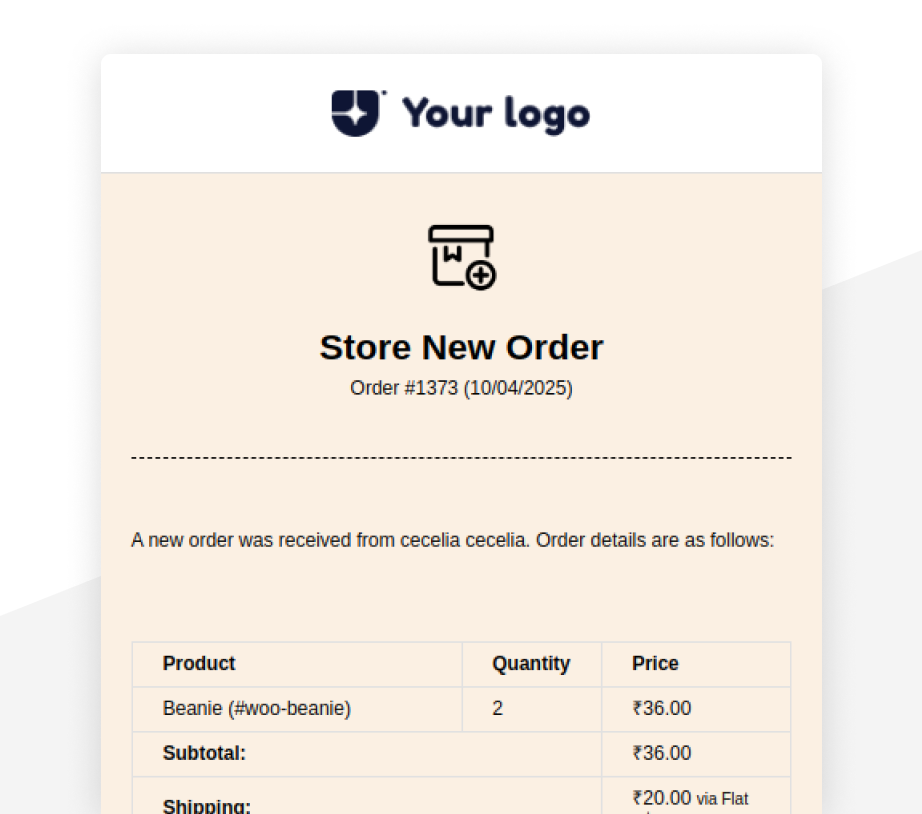 Your logo
Store New Order
Order #1373 (10/04/2025)
A new order was received from cecelia cecelia. Order details are as follows:
Product Quantity Price
Beanie (#woo-beanie) 2 ₹36.00
Subtotal: ₹36.00
Shipping: ₹20.00 via Flat